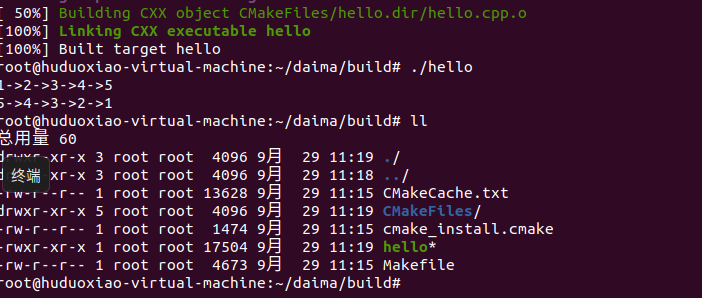 [ 50%] Building CXX object CMakeFiles/hello.dir/hello.cpp.o
[100%] Linking CXX executable hello
[100%] Built target hello
root@huduoxiao-virtual-machine:~/daima/build# ./hello
1->2->3->4->5
5->4->3->2->1
root@huduoxiao-virtual-machine:~/daima/build# ll
总用量 60
drwxr-xr-x 3 root root  4096 9月  29 11:19 ./
drwxr-xr-x 3 root root  4096 9月  29 11:18 ../
终端
-rw-r--r-- 1 root root 13628 9月  29 11:15 CMakeCache.txt
drwxr-xr-x 5 root root  4096 9月  29 11:19 CMakeFiles/
-rw-r--r-- 1 root root  1474 9月  29 11:15 cmake_install.cmake
-rwxr-xr-x 1 root root 17504 9月  29 11:19 hello*
-rw-r--r-- 1 root root  4673 9月  29 11:15 Makefile
root@huduoxiao-virtual-machine:~/daima/build#